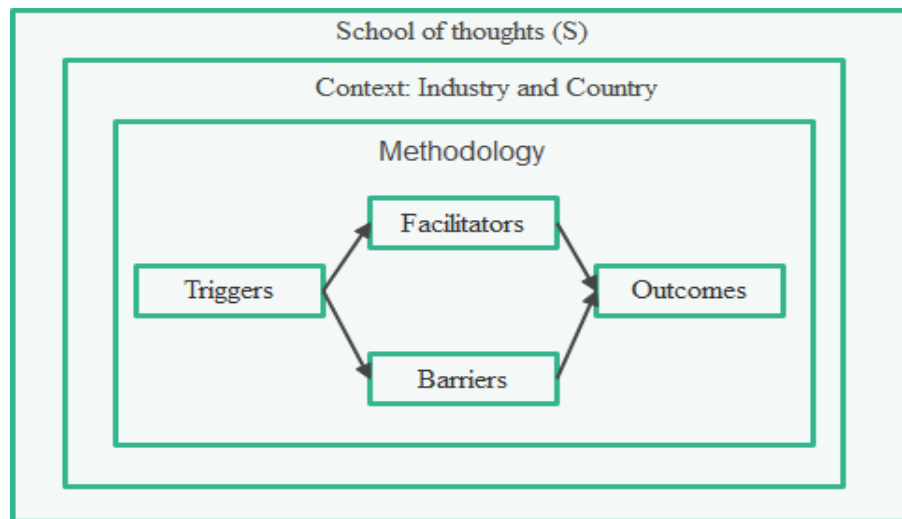 School of thoughts (S)
Context: Industry and Country
Methodology
Facilitators
Triggers
Outcomes
Barriers